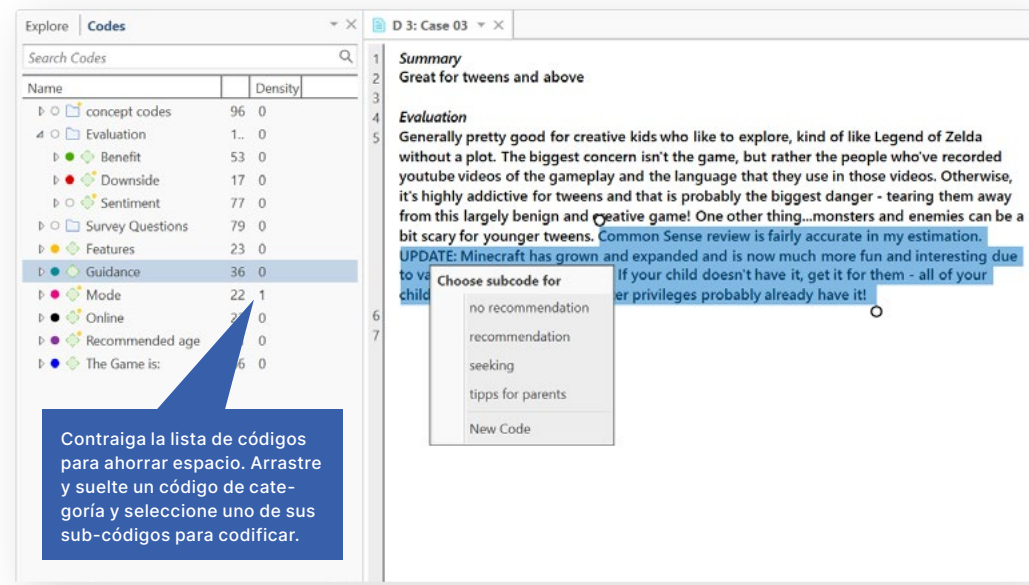 Explore Codes
Search Codes
Name Density
concept codes 96 0
Evaluation 1.. 0
Benefit 53 0
Downside 17 0
Sentiment 77 0
Survey Questions 79 0
Features 23 0
Guidance 36 0
Mode 22 1
Online 0
Recommended age 0
The Game is: 6 0
Contraiga la lista de códigos
para ahorrar espacio. Arrastre
y suelte un código de cate-
goría y seleccione uno de sus
sub-códigos para codificar.
D 3: Case 03
1 Summary
2 Great for tweens and above
3
4 Evaluation
5 Generally pretty good for creative kids who like to explore, kind of like Legend of Zelda
without a plot. The biggest concern isn't the game, but rather the people who've recorded
youtube videos of the gameplay and the language that they use in those videos. Otherwise,
it's highly addictive for tweens and that is probably the biggest danger - tearing them away
from this largely benign and creative game! One other thing...monsters and enemies can be a
bit scary for younger tweens. Common Sense review is fairly accurate in my estimation.
UPDATE: Minecraft has grown and expanded and is now much more fun and interesting due
to If your child doesn't have it, get it for them - all of your
child privileges probably already have it!
6
7
Choose subcode for
no recommendation
recommendation
seeking
tipps for parents
New Code